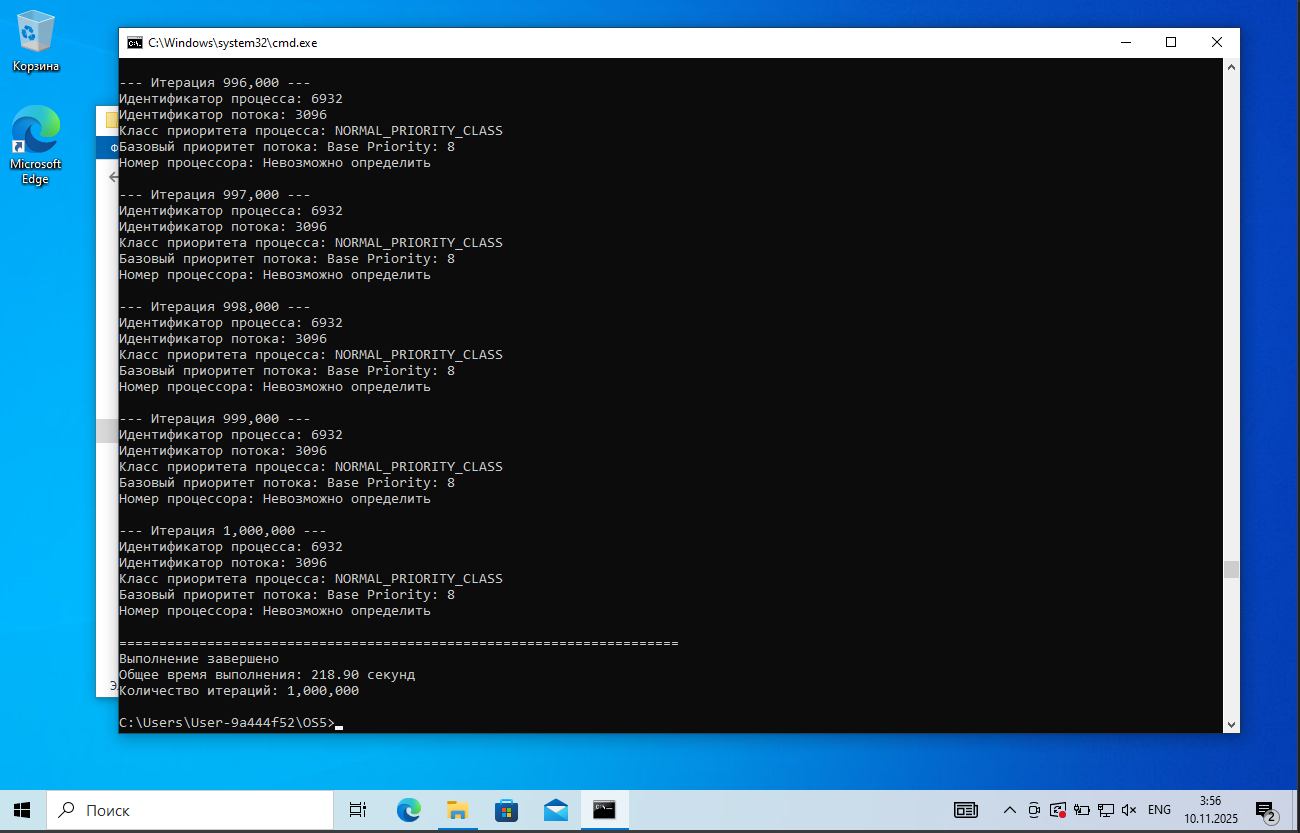 Корзина
Microsoft
Edge
C:\Windows\system32\cmd.exe
--- Итерация 996,000 ---
Идентификатор процесса: 6932
Идентификатор потока: 3096
Класс приоритета процесса: NORMAL_PRIORITY_CLASS
Базовый приоритет потока: Base Priority: 8
Номер процессора: Невозможно определить
--- Итерация 997,000 ---
Идентификатор процесса: 6932
Идентификатор потока: 3096
Класс приоритета процесса: NORMAL_PRIORITY_CLASS
Базовый приоритет потока: Base Priority: 8
Номер процессора: Невозможно определить
--- Итерация 998,000 ---
Идентификатор процесса: 6932
Идентификатор потока: 3096
Класс приоритета процесса: NORMAL_PRIORITY_CLASS
Базовый приоритет потока: Base Priority: 8
Номер процессора: Невозможно определить
--- Итерация 999,000 ---
Идентификатор процесса: 6932
Идентификатор потока: 3096
Класс приоритета процесса: NORMAL_PRIORITY_CLASS
Базовый приоритет потока: Base Priority: 8
Номер процессора: Невозможно определить
--- Итерация 1,000,000 ---
Идентификатор процесса: 6932
Идентификатор потока: 3096
Класс приоритета процесса: NORMAL_PRIORITY_CLASS
Базовый приоритет потока: Base Priority: 8
Номер процессора: Невозможно определить
======================================================================
Выполнение завершено
Общее время выполнения: 218.90 секунд
Количество итераций: 1,000,000
C:\Users\User-9a444f52\OS5>
Поиск
ENG
3:56
10.11.2025
2